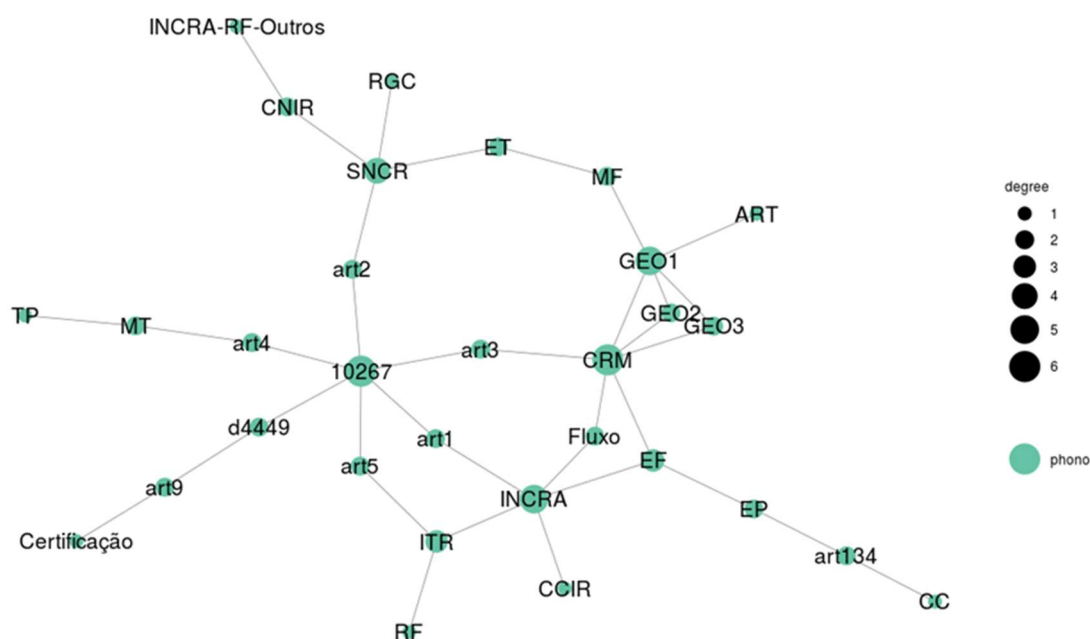 INCRA-RF-Outros
RGC
CNIR
ET
SNCR
MF
ART
GEO1
art2
GEO2
TP
MT
GEO3
art4
art3
CRM
10267
d4449
art1
Fluxo
art5
EF
art9
INCRA
EP
Certificação
ITR
art134
CCIR
CC
RF
degree
1
2
3
4
5
6
phono